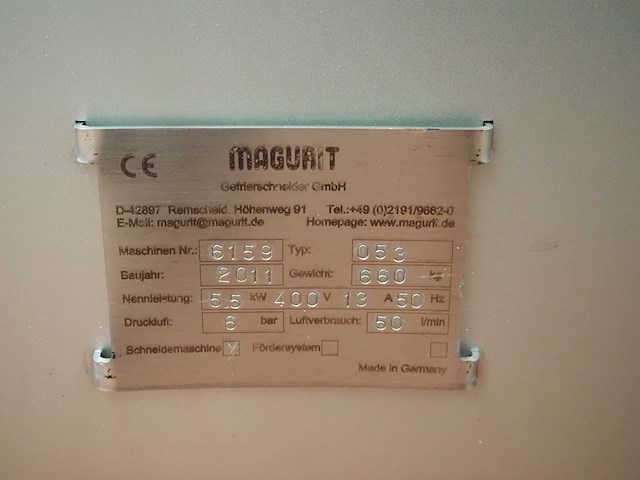 CE MAGURIT
Gefrierschneider GmbH
D-42897 Remscheid Höhenweg 91 Tel.:+49 (0)2191/9662-0
E-Mail: magurit@magurit.de Homepage: www.magurit.de
Maschinen Nr.: 6159 Typ: 053
Baujahr: 2011 Gewicht: 660 kg
Nennleistung: 5.5 kW 400 V 13 A 50 Hz
Druckluft: 6 bar Luftverbrauch: 50 l/min
Schneidemaschine X Fördersystem
Made in Germany